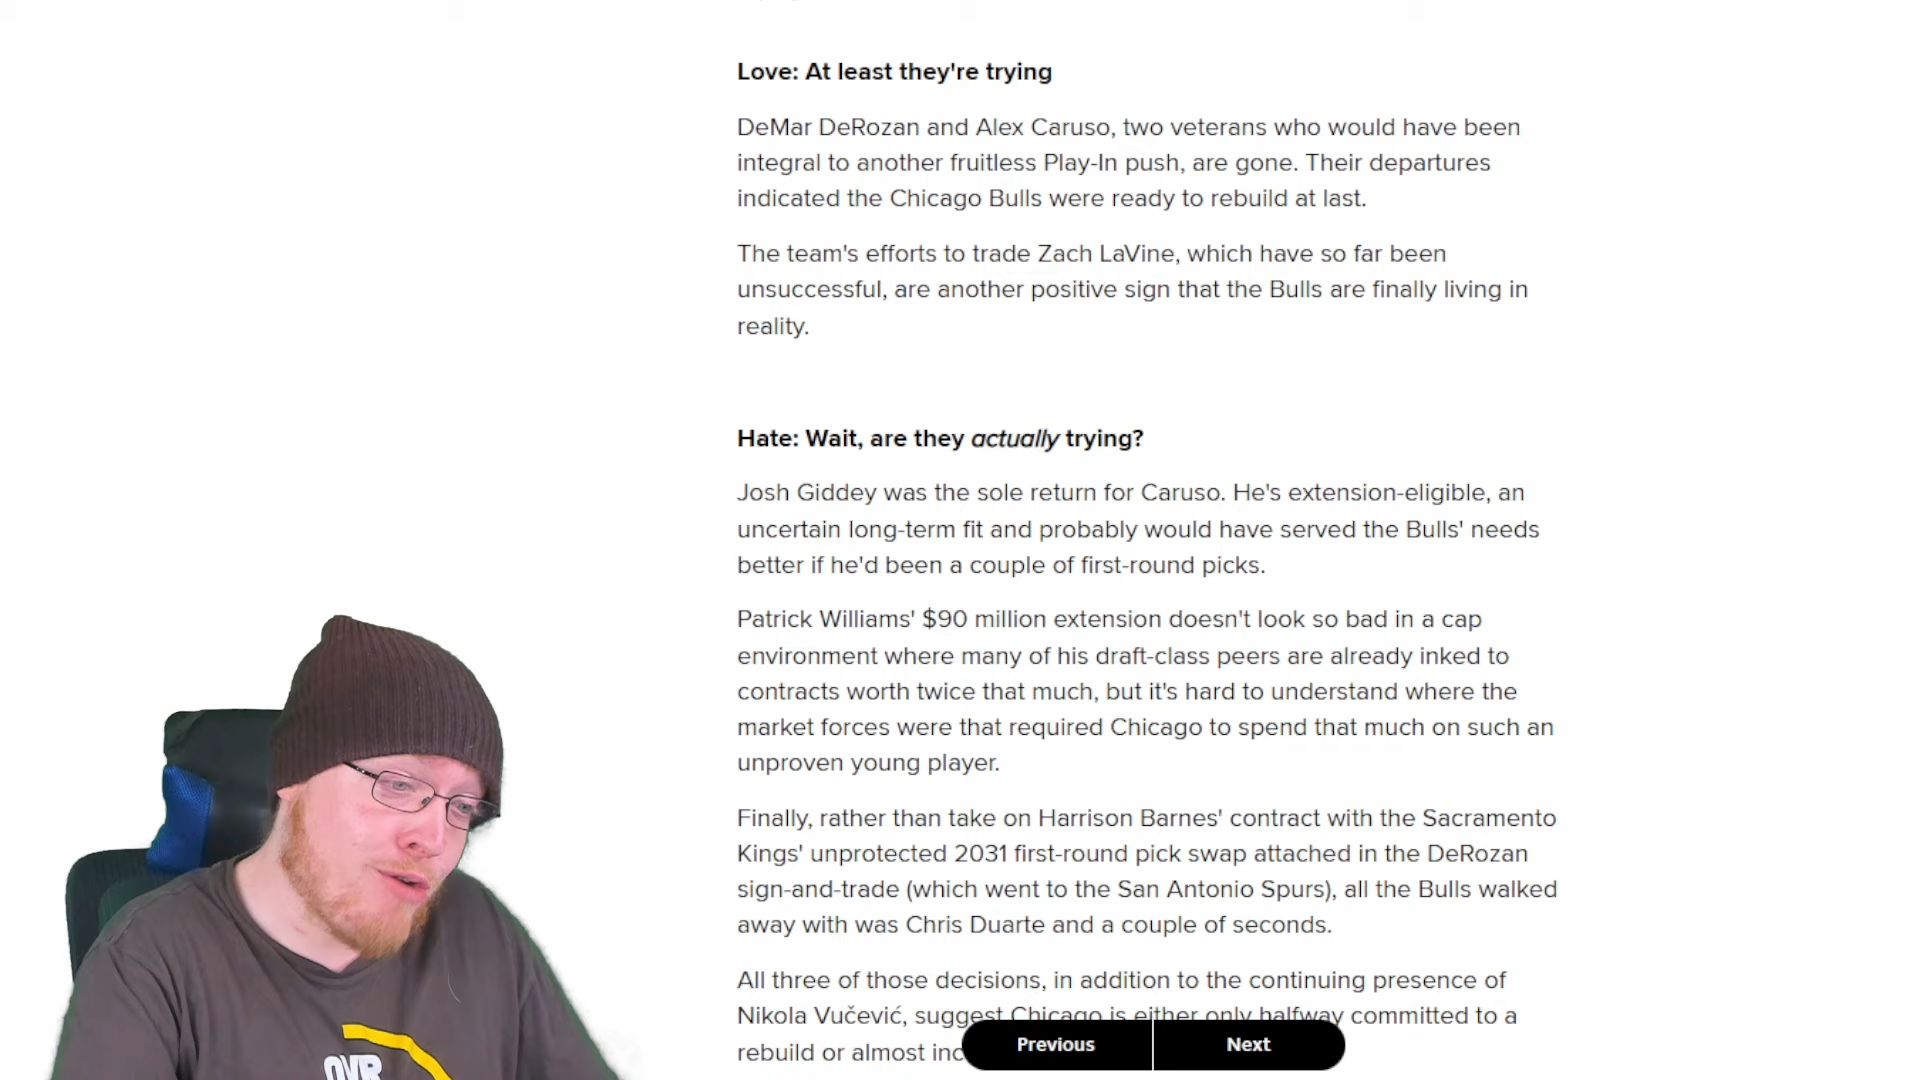 Love: At least they're trying
DeMar DeRozan and Alex Caruso, two veterans who would have been
integral to another fruitless Play-In push, are gone. Their departures
indicated the Chicago Bulls were ready to rebuild at last.
The team's efforts to trade Zach LaVine, which have so far been
unsuccessful, are another positive sign that the Bulls are finally living in
reality.
Hate: Wait, are they actually trying?
Josh Giddey was the sole return for Caruso. He's extension-eligible, an
uncertain long-term fit and probably would have served the Bulls' needs
better if he'd been a couple of first-round picks.
Patrick Williams' $90 million extension doesn't look so bad in a cap
environment where many of his draft-class peers are already inked to
contracts worth twice that much, but it's hard to understand where the
market forces were that required Chicago to spend that much on such an
unproven young player.
Finally, rather than take on Harrison Barnes' contract with the Sacramento
Kings' unprotected 2031 first-round pick swap attached in the DeRozan
sign-and-trade (which went to the San Antonio Spurs), all the Bulls walked
away with was Chris Duarte and a couple of seconds.
All three of those decisions, in addition to the continuing presence of
Nikola Vučević, suggest Chicago is either only halfway committed to a
rebuild or almost
Previous
Next
OVR